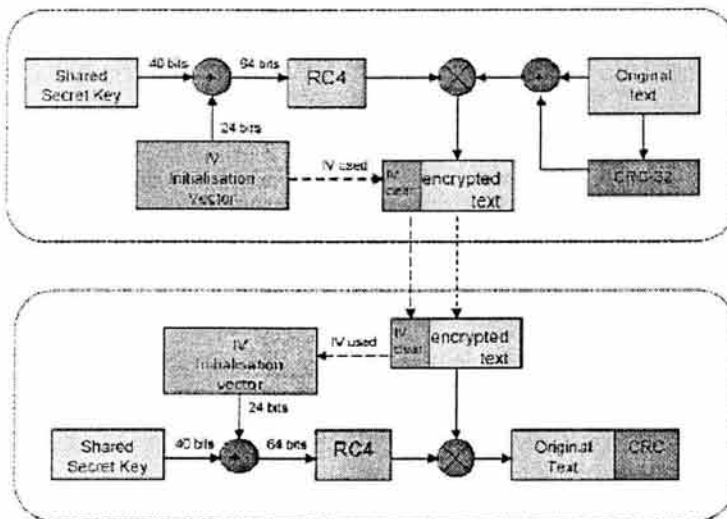 40 bits
64 bits
Shared
Secret Key
+
RC4
×
+
Original
text
24 bits
IV
Initialisation
Vector
IV used
IV
clear
encrypted
text
CRC-32
IV
Initialisation
vector
IV used
IV
clear
encrypted
text
24 bits
Shared
Secret Key
40 bits
+
64 bits
RC4
×
Original
Text
CRC